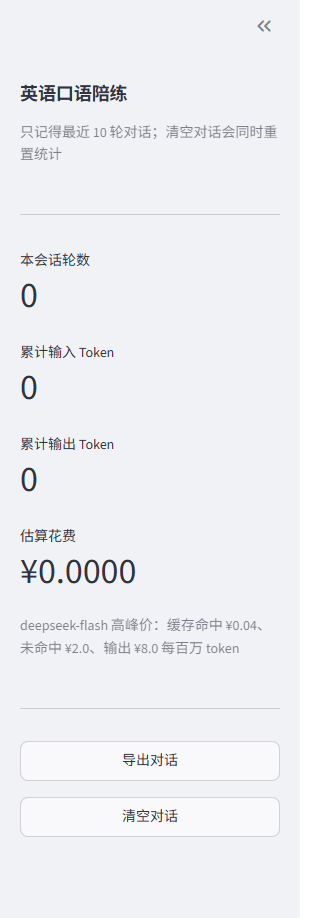 英语口语陪练
只记得最近 10 轮对话；清空对话会同时重
置统计
本会话轮数
0
累计输入 Token
0
累计输出 Token
0
估算花费
¥0.0000
deepseek-flash 高峰价：缓存命中 ¥0.04、
未命中 ¥2.0、输出 ¥8.0 每百万 token
导出对话
清空对话